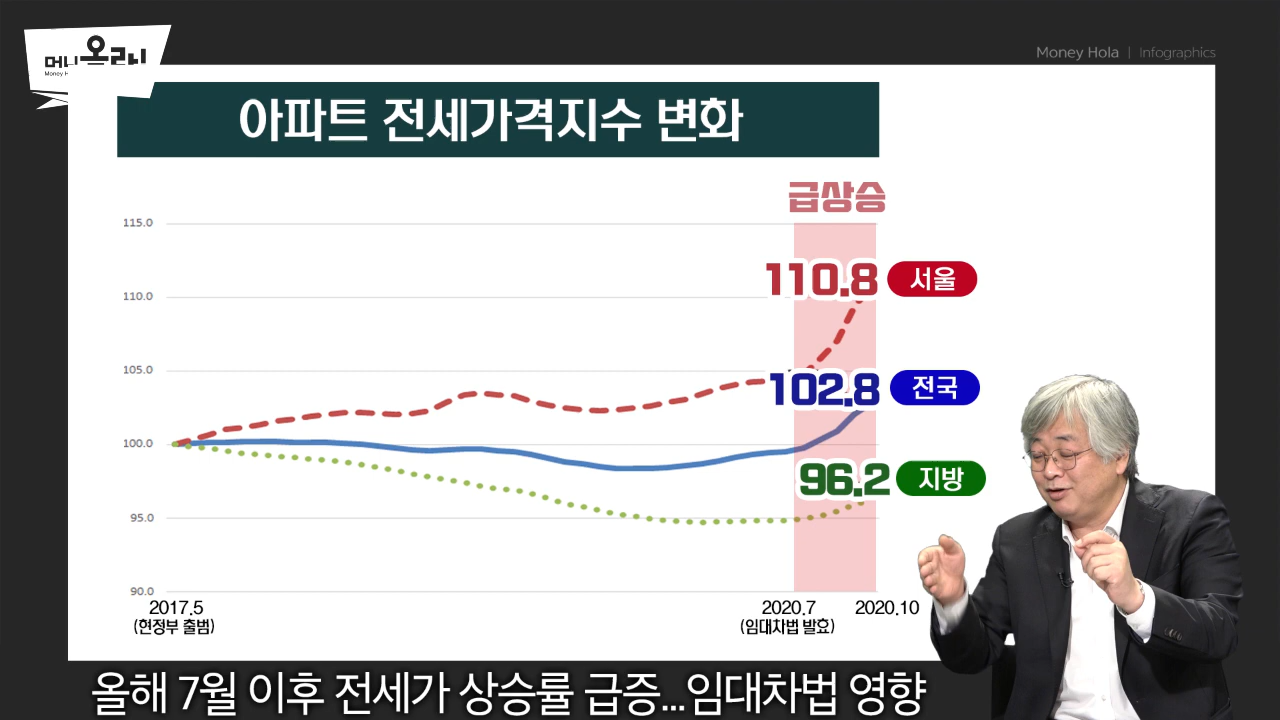 머니올라
Money Hola | Infographics
아파트 전세가격지수 변화
급상승
115.0
110.8 서울
110.0
105.0
102.8 전국
100.0
96.2 지방
95.0
90.0
2017.5 2020.7 2020.10
(현정부 출범) (임대차법 발효)
올해 7월 이후 전세가 상승률 급증...임대차법 영향